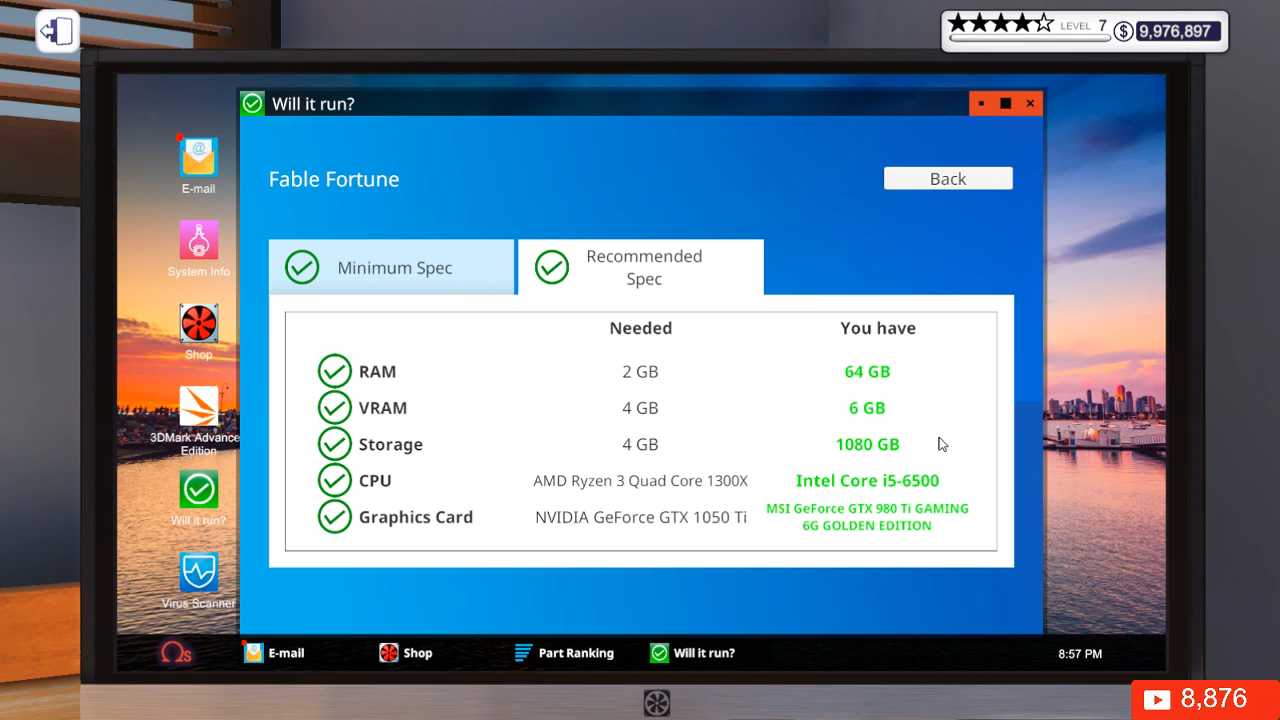 LEVEL 7
$ 9,976,897
Will it run?
E-mail
System Info
Shop
3DMark Advance
Edition
Will it run?
Virus Scanner
Fable Fortune
Back
Minimum Spec
Recommended
Spec
Needed
You have
RAM
2 GB
64 GB
VRAM
4 GB
6 GB
Storage
4 GB
1080 GB
CPU
AMD Ryzen 3 Quad Core 1300X
Intel Core i5-6500
Graphics Card
NVIDIA GeForce GTX 1050 Ti
MSI GeForce GTX 980 Ti GAMING
6G GOLDEN EDITION
Ωs
E-mail
Shop
Part Ranking
Will it run?
8:57 PM
8,876